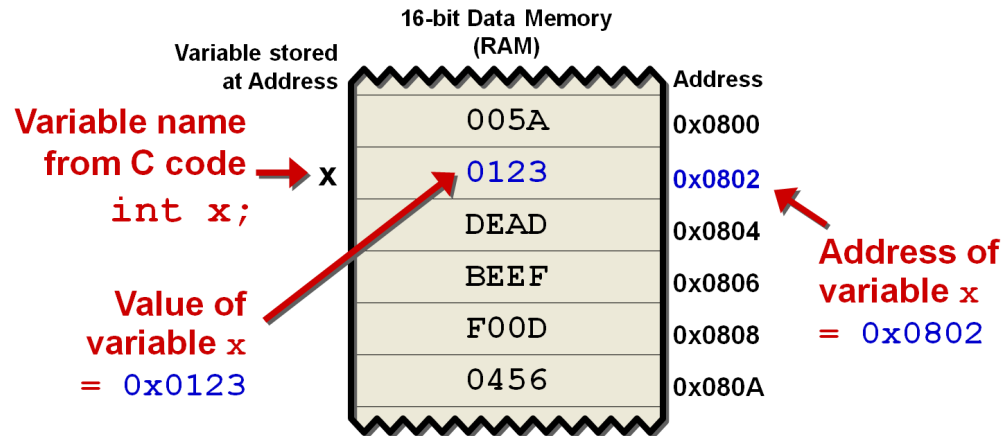 16-bit Data Memory
(RAM)
Variable stored
at Address
Address
Variable name
from C code
int x;
x
005A
0x0800
0123
0x0802
DEAD
0x0804
BEEF
0x0806
F00D
0x0808
0456
0x080A
Value of
variable x
= 0x0123
Address of
variable x
= 0x0802